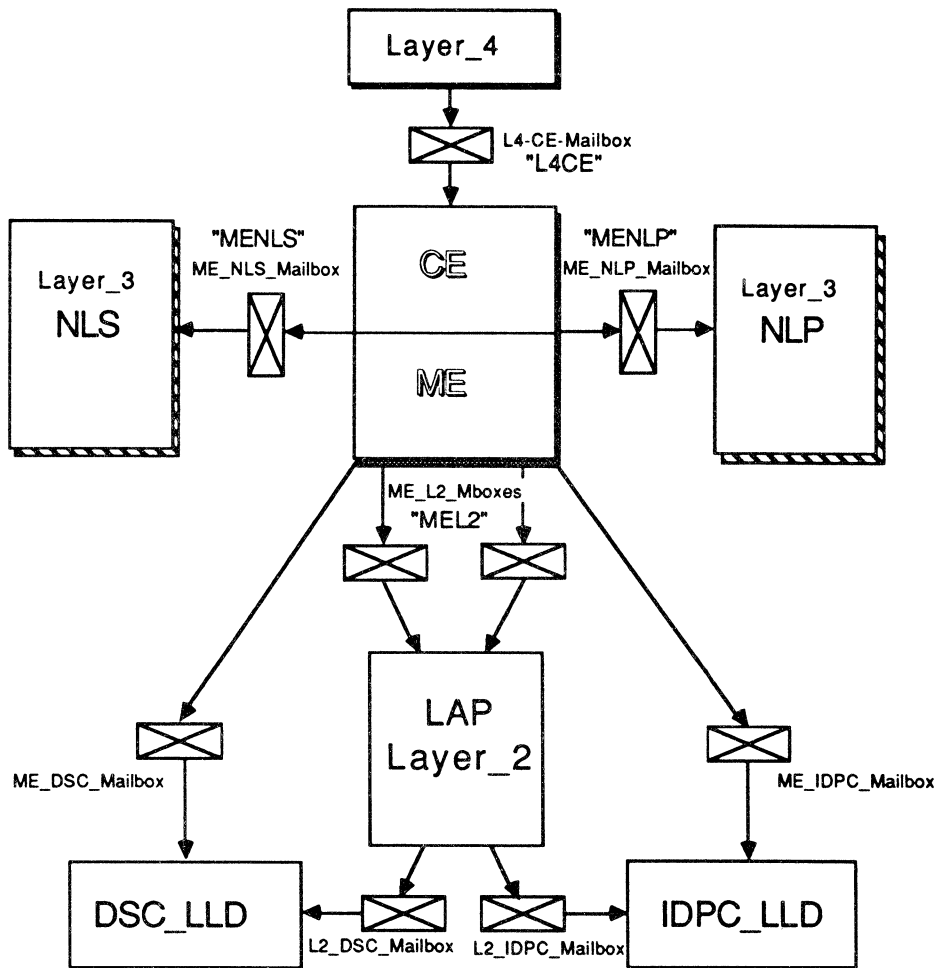 Layer_4
L4-CE-Mailbox
"L4CE"
"MENLS"
ME_NLS_Mailbox
CE
"MENLP"
ME_NLP_Mailbox
Layer_3
NLS
Layer_3
NLP
ME
ME_L2_Mboxes
"MEL2"
LAP
Layer_2
ME_DSC_Mailbox
ME_IDPC_Mailbox
DSC_LLD
IDPC_LLD
L2_DSC_Mailbox
L2_IDPC_Mailbox